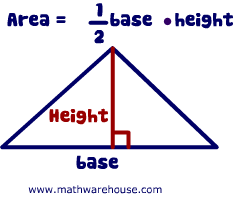 Area = 1/2 base • height
Height
base
www.mathwarehouse.com